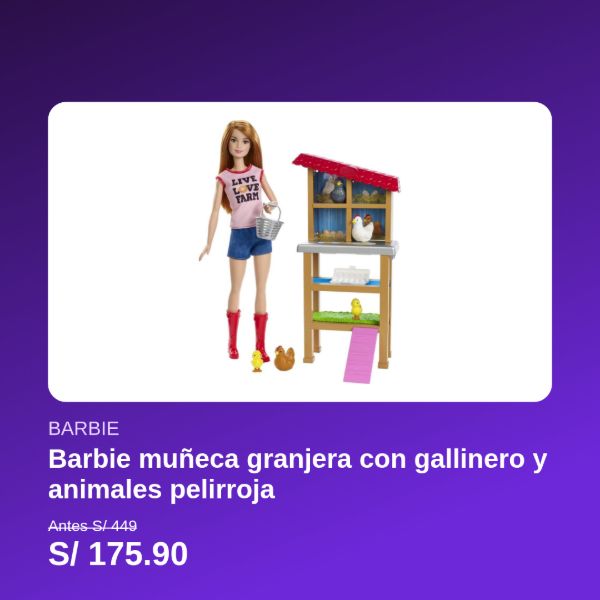 LIVE
LOVE
FARM
BARBIE
Barbie muñeca granjera con gallinero y
animales pelirroja
Antes S/ 449
S/ 175.90